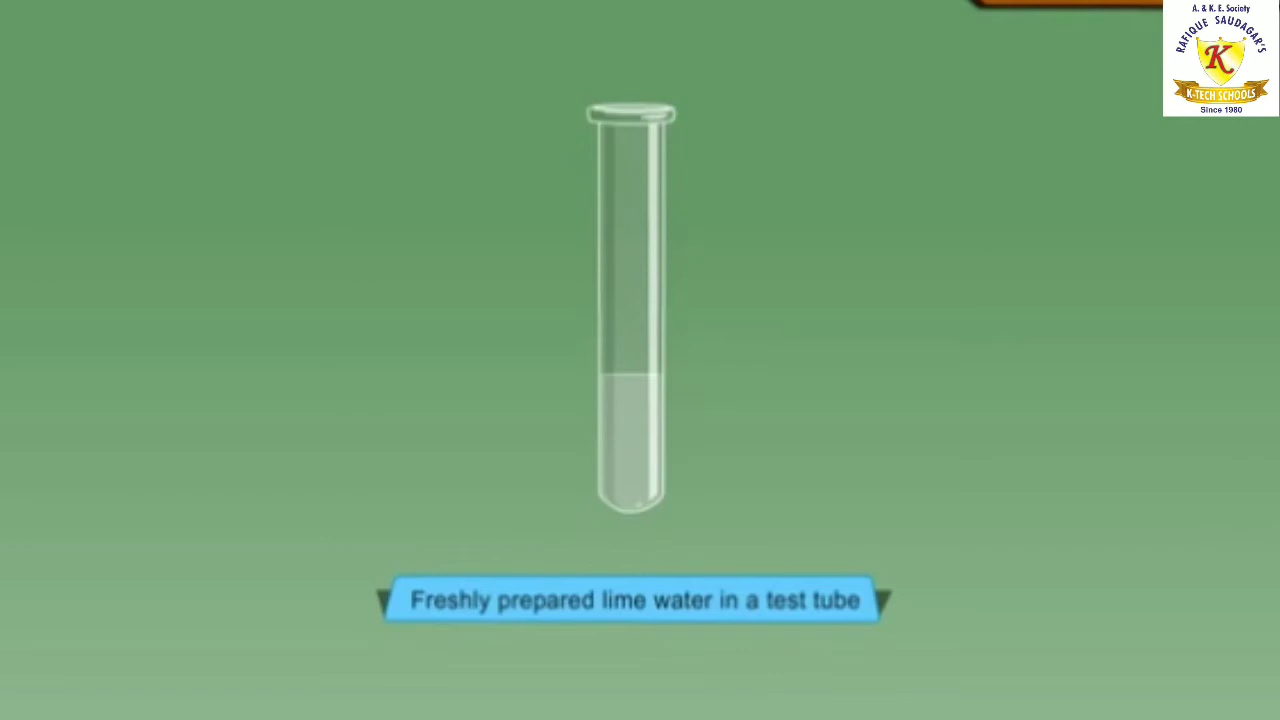 A. & K. E. Society
RAFIQUE SAUDAGAR'S
K
K-TECH SCHOOLS
Since 1980
Freshly prepared lime water in a test tube